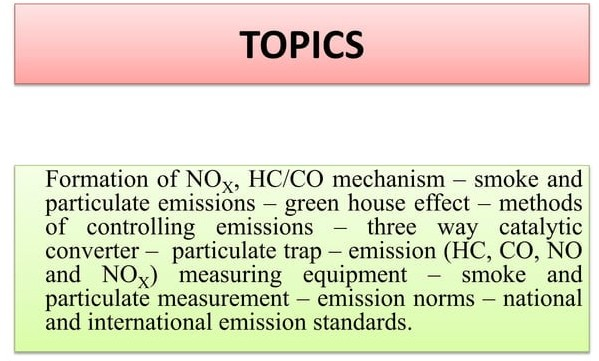 TOPICS
Formation of NOX, HC/CO mechanism – smoke and
particulate emissions – green house effect – methods
of controlling emissions – three way catalytic
converter – particulate trap – emission (HC, CO, NO
and NOX) measuring equipment – smoke and
particulate measurement – emission norms – national
and international emission standards.